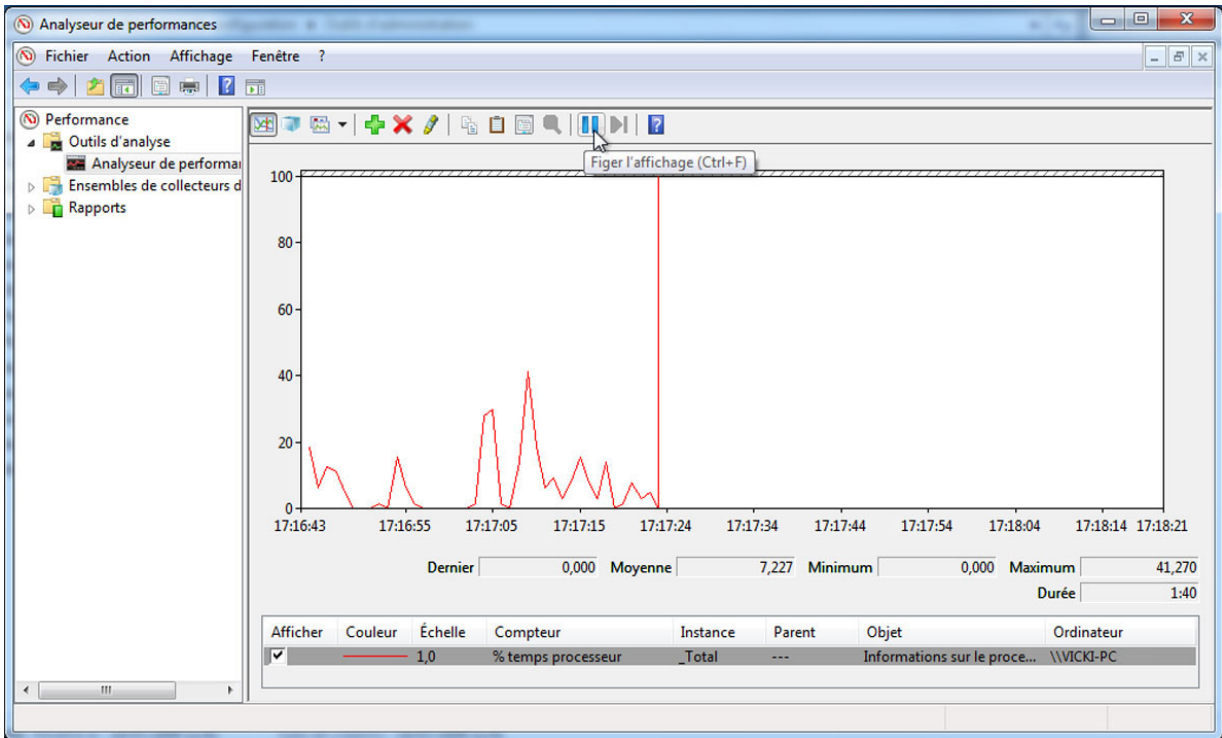 Analyseur de performances
Fichier Action Affichage Fenêtre ?
Performance
Outils d'analyse
Analyseur de performa
Ensembles de collecteurs d
Rapports
Figer l'affichage (Ctrl+F)
100
80
60
40
20
0
17:16:43 17:16:55 17:17:05 17:17:15 17:17:24 17:17:34 17:17:44 17:17:54 17:18:04 17:18:14 17:18:21
Dernier 0,000 Moyenne 7,227 Minimum 0,000 Maximum 41,270
Durée 1:40
Afficher Couleur Échelle Compteur Instance Parent Objet Ordinateur
1,0 % temps processeur _Total --- Informations sur le proce... \\VICKI-PC